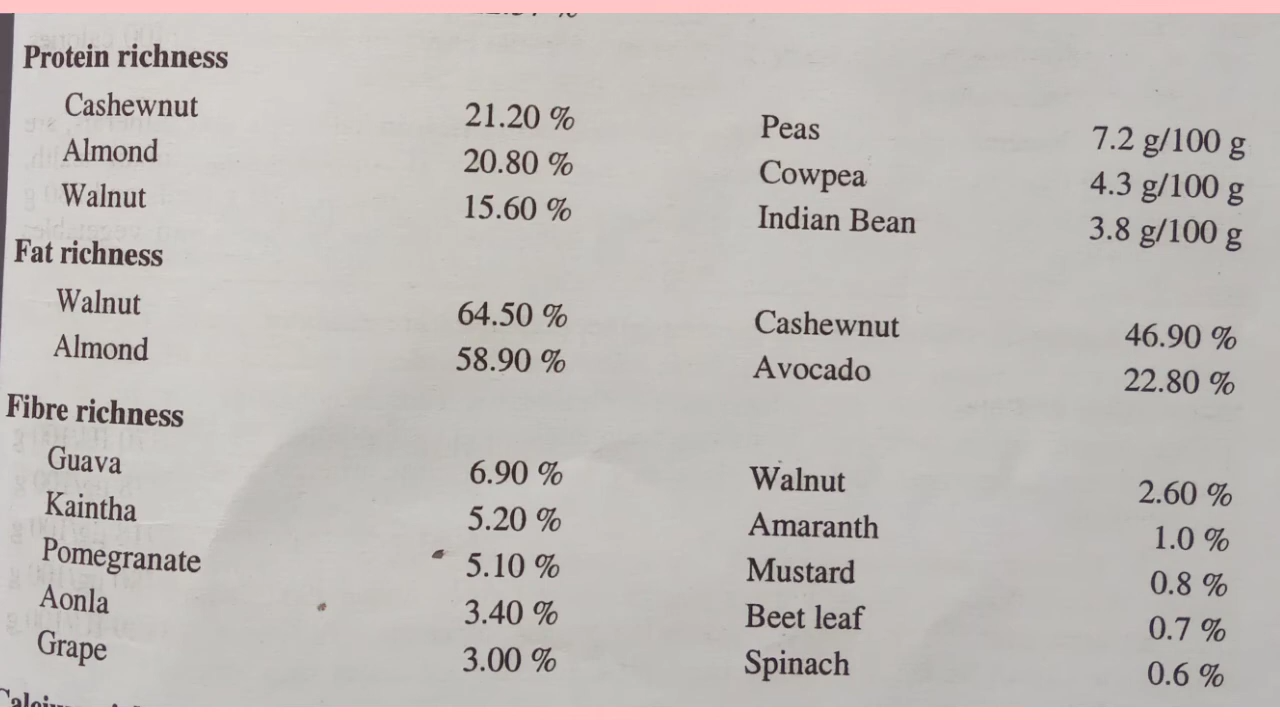 Protein richness
Cashewnut 21.20 % Peas 7.2 g/100 g
Almond 20.80 % Cowpea 4.3 g/100 g
Walnut 15.60 % Indian Bean 3.8 g/100 g
Fat richness
Walnut 64.50 % Cashewnut 46.90 %
Almond 58.90 % Avocado 22.80 %
Fibre richness
Guava 6.90 % Walnut 2.60 %
Kaintha 5.20 % Amaranth 1.0 %
Pomegranate 5.10 % Mustard 0.8 %
Aonla 3.40 % Beet leaf 0.7 %
Grape 3.00 % Spinach 0.6 %